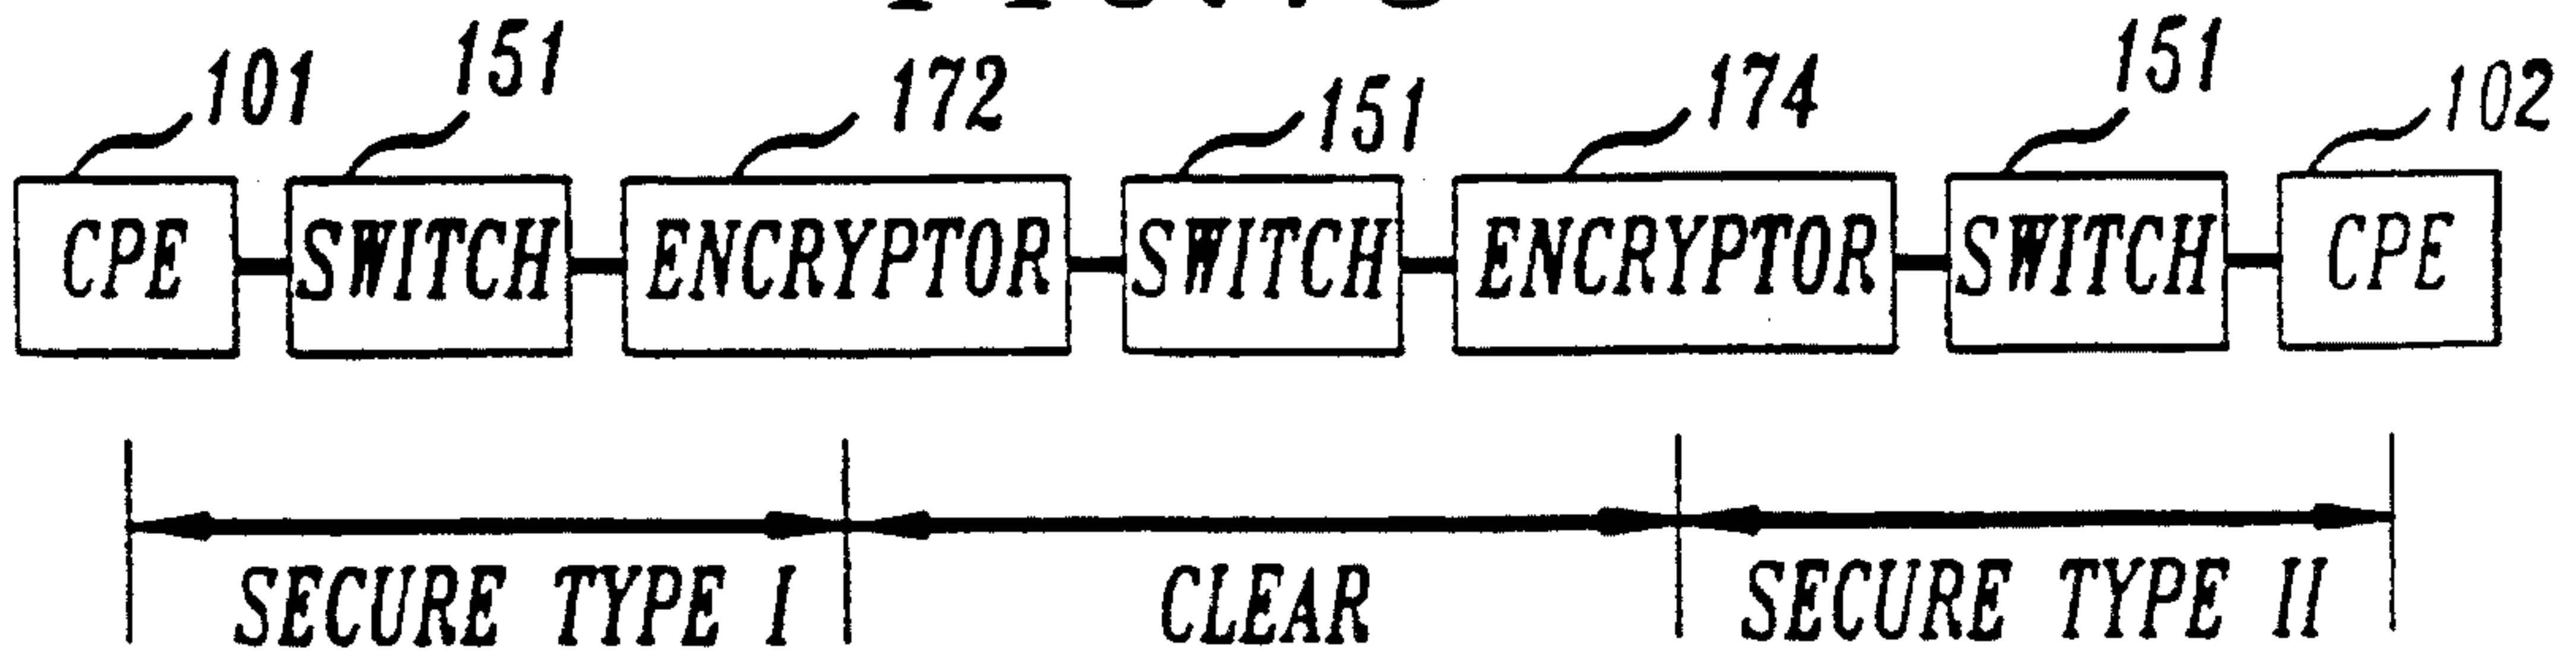 101 151 172 151 174 151 102
CPE SWITCH ENCRYPTOR SWITCH ENCRYPTOR SWITCH CPE
SECURE TYPE I CLEAR SECURE TYPE II